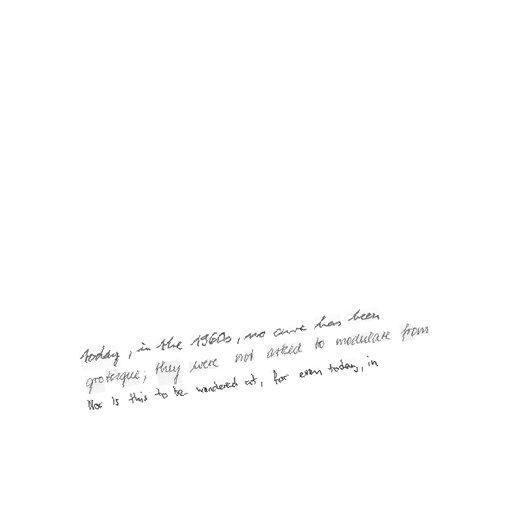 today, in the 1960s, no cure has been
grotesque; they were not asked to modulate from
Nor is this to be wondered at, for even today, in